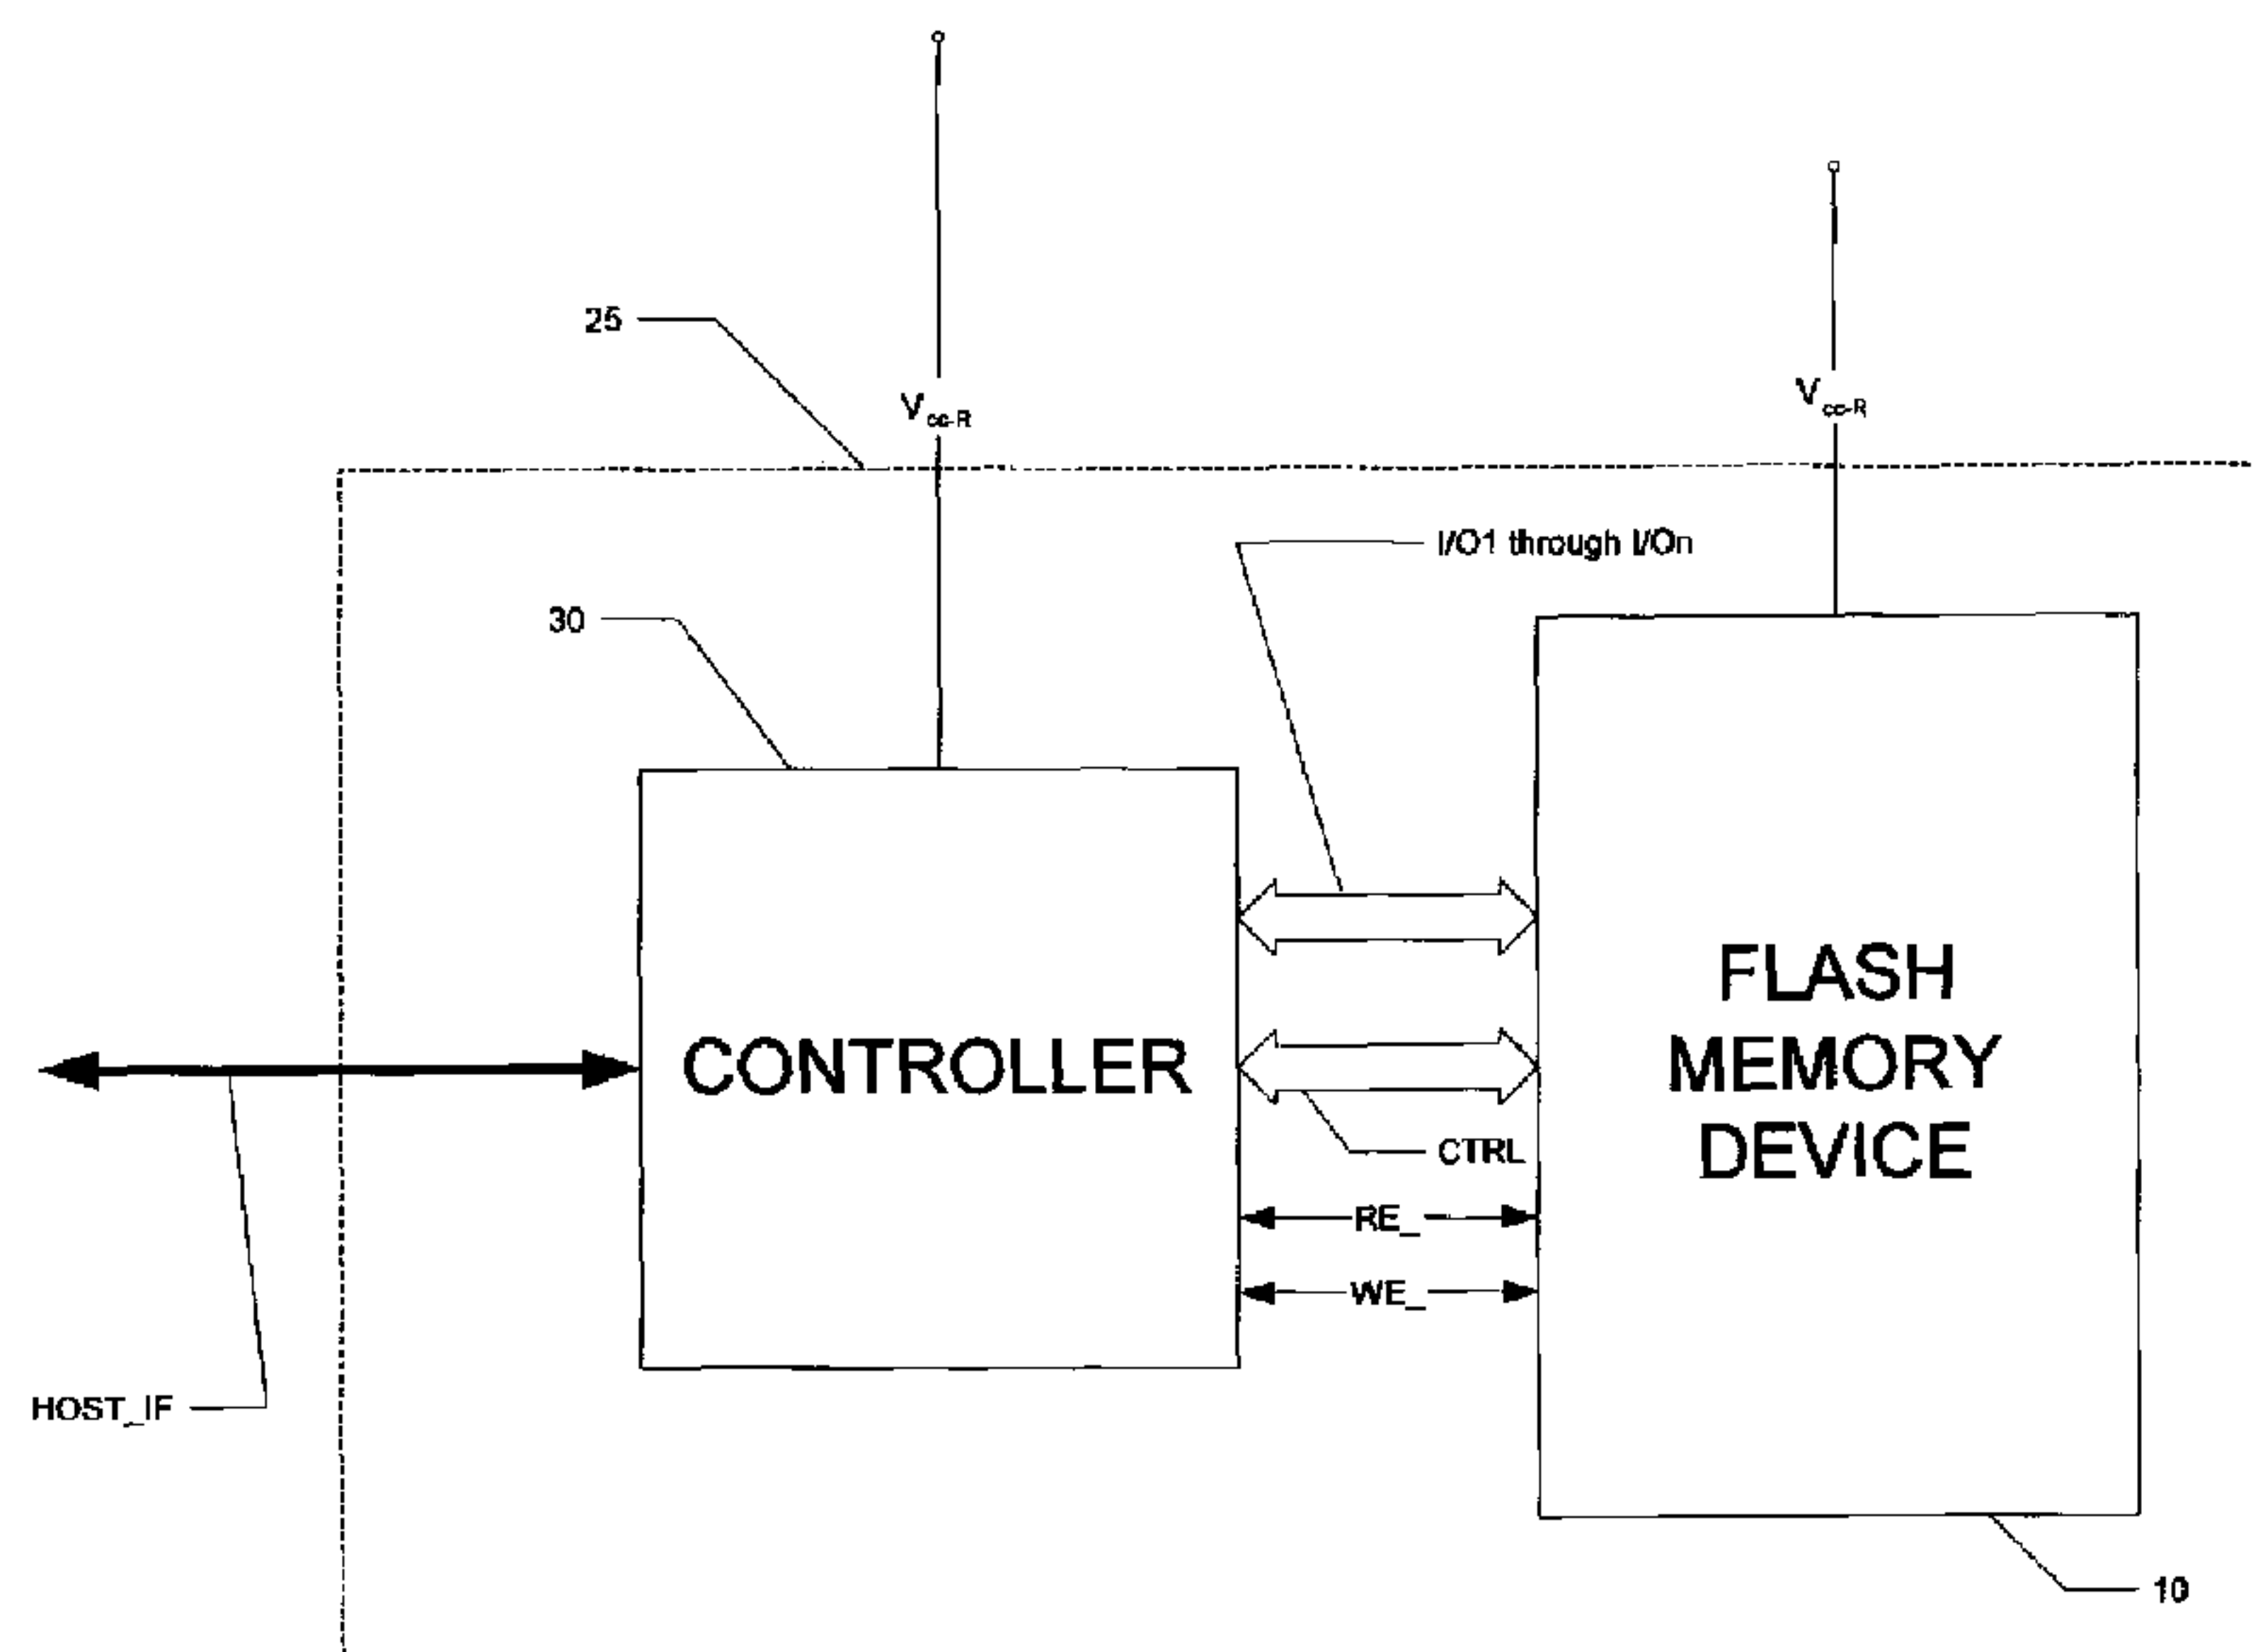 25
Vcc-R
Vcc-R
I/O1 through I/On
30
FLASH
MEMORY
DEVICE
CONTROLLER
CTRL
RE_
WE_
HOST_IF
10